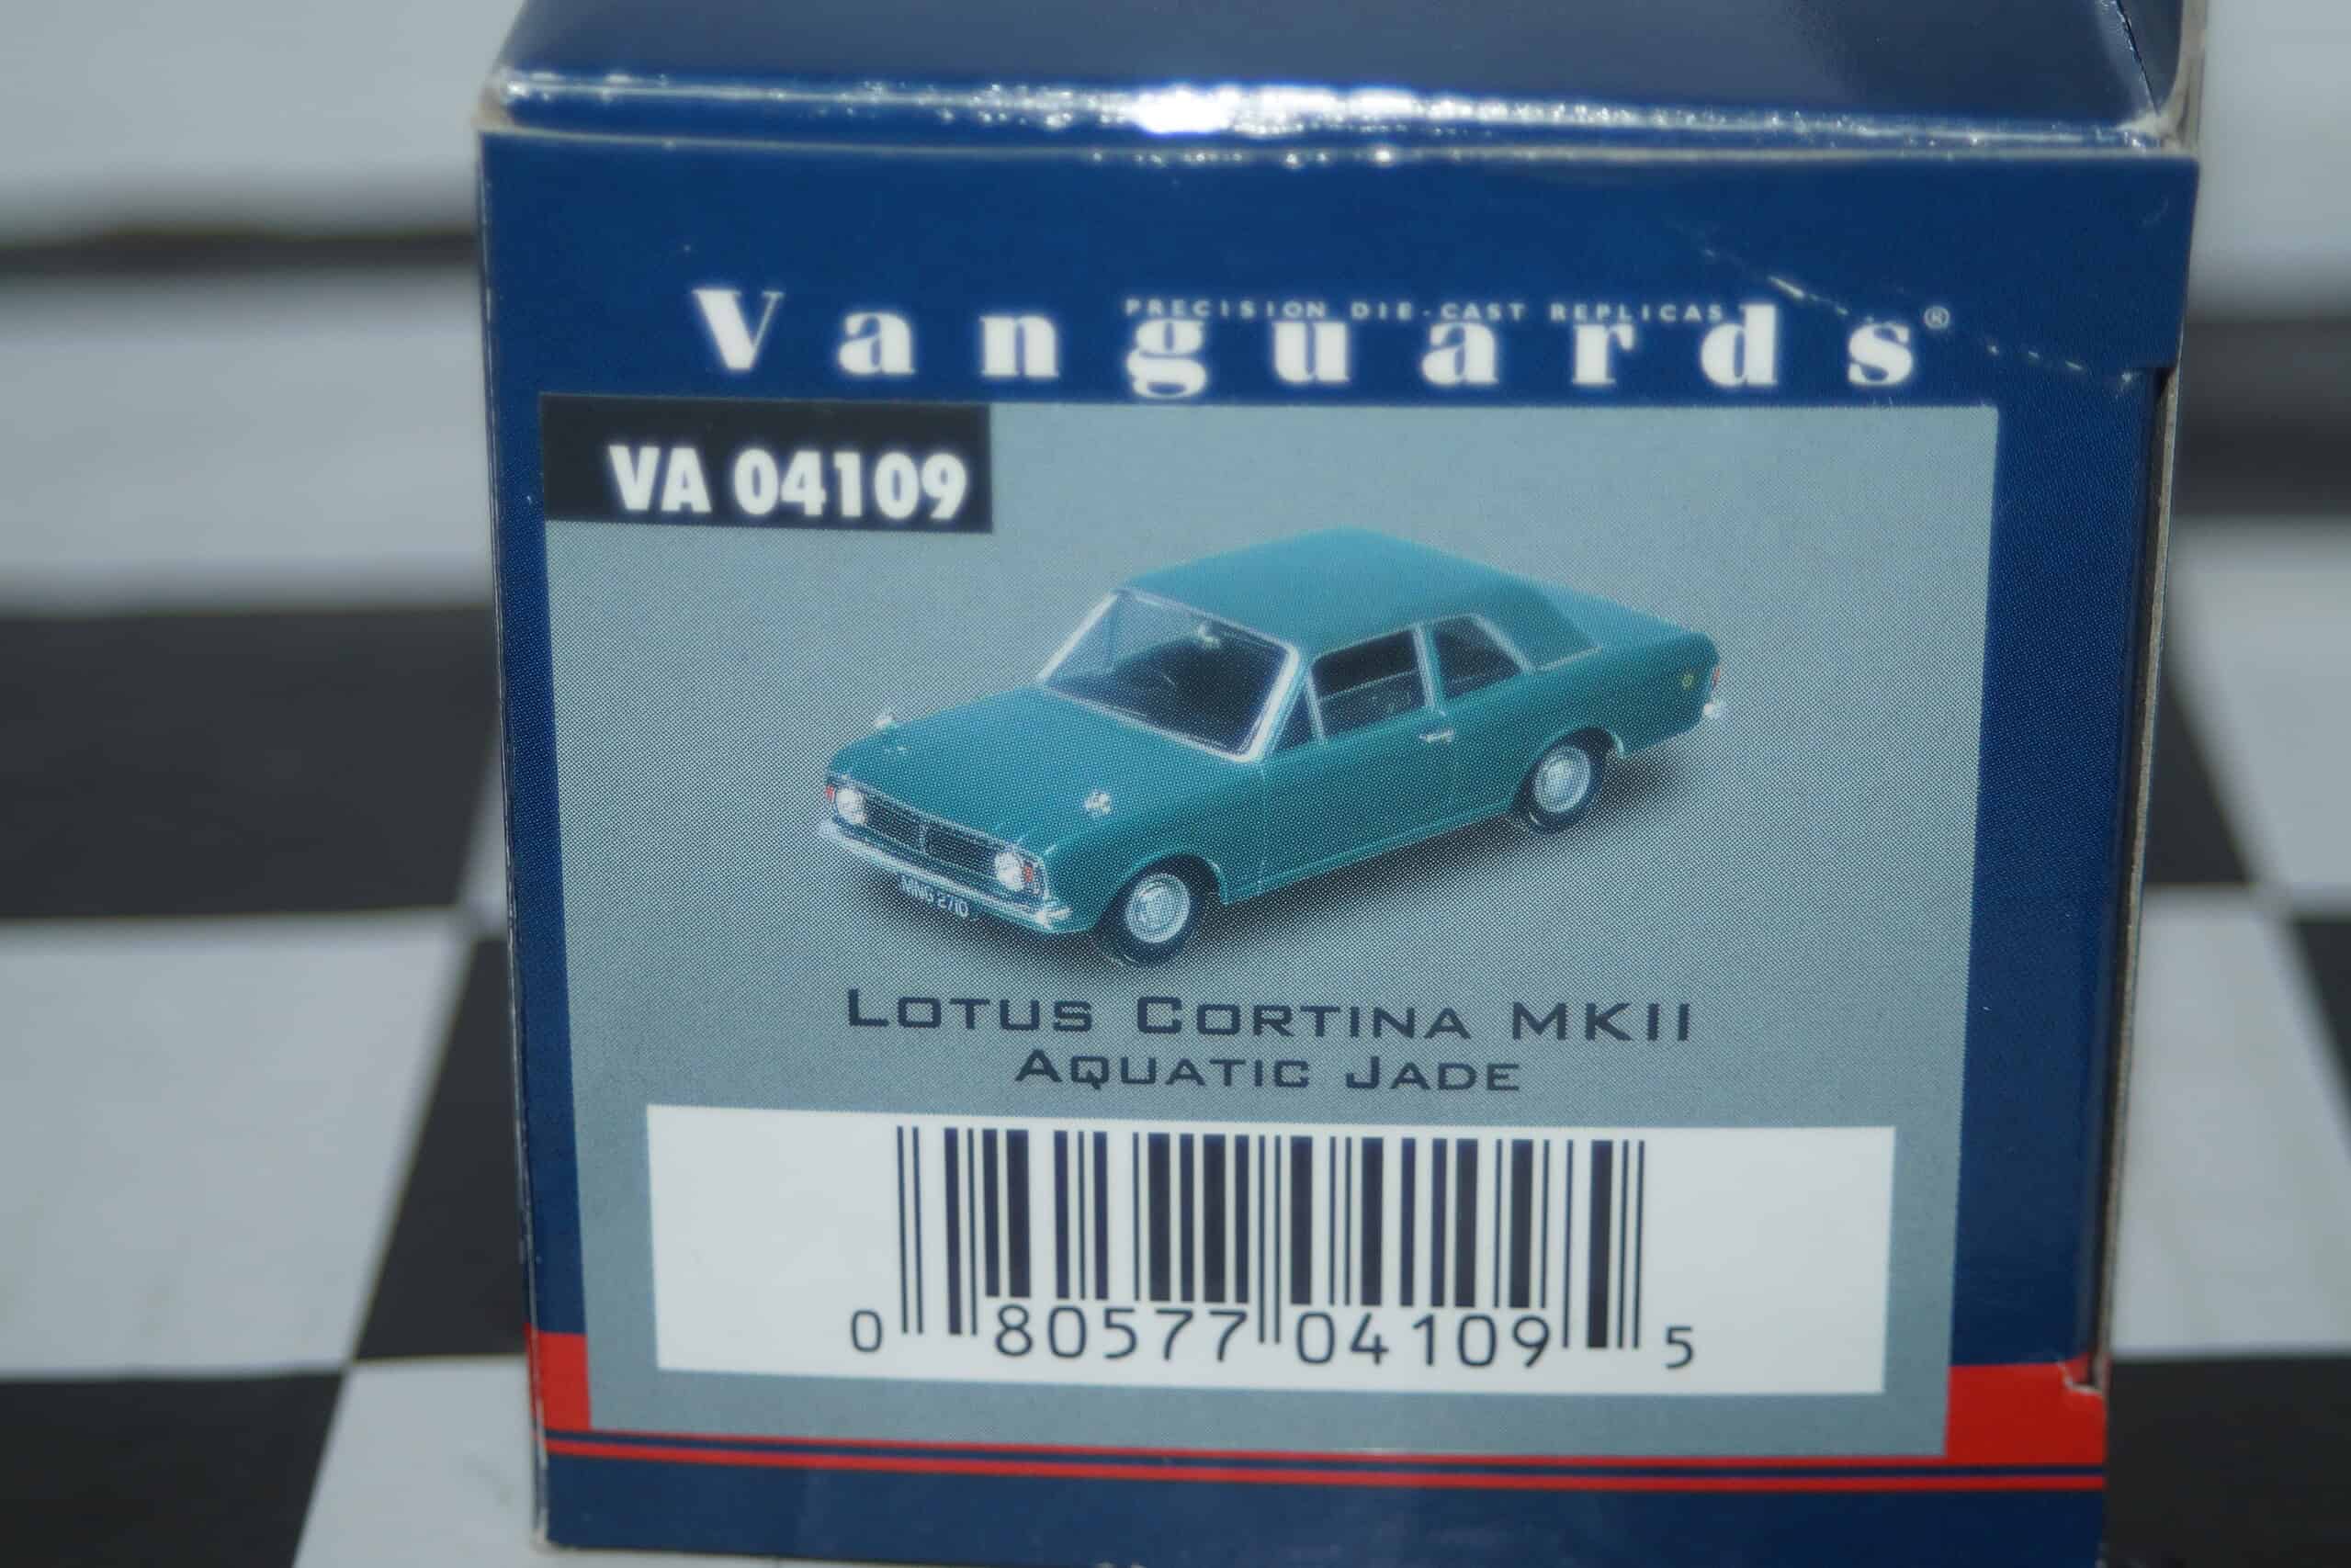 PRECISION DIE-CAST REPLICAS
Vanguards®
VA 04109
LOTUS CORTINA MKII
AQUATIC JADE
0 80577 04109 5